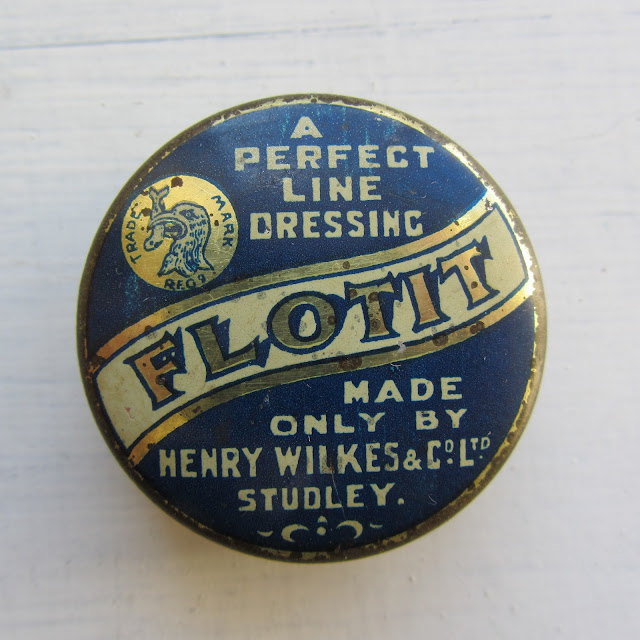 A
PERFECT
LINE
DRESSING
TRADE MARK
REGD
FLOTIT
MADE
ONLY BY
HENRY WILKES & CO. LTD
STUDLEY.